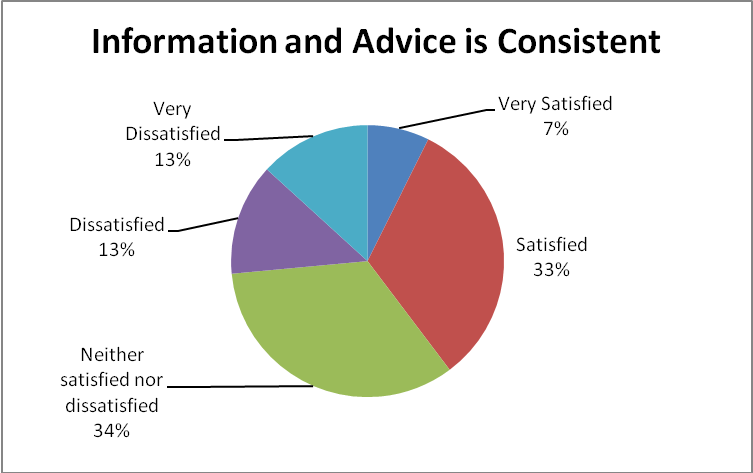 Information and Advice is Consistent
Very Satisfied
7%
Satisfied
33%
Neither
satisfied nor
dissatisfied
34%
Dissatisfied
13%
Very
Dissatisfied
13%